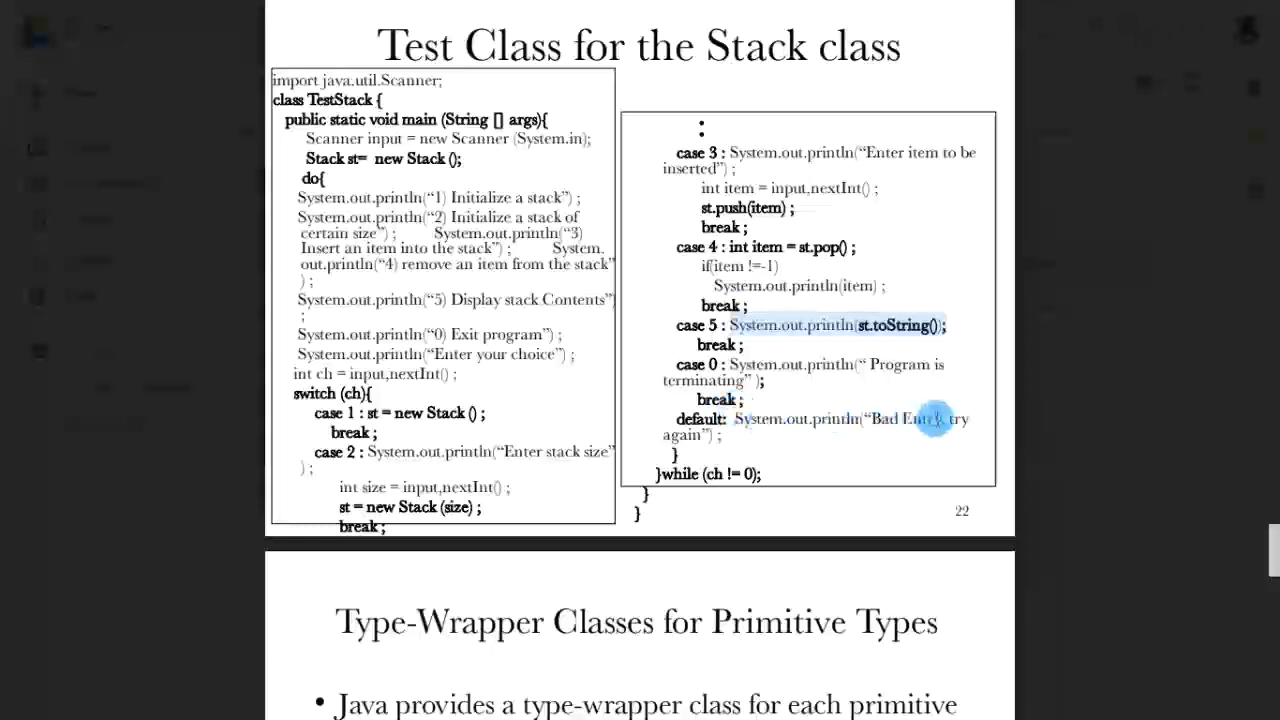 Test Class for the Stack class
import java.util.Scanner;
class TestStack {
public static void main (String [] args){
Scanner input = new Scanner (System.in);
Stack st= new Stack ();
do{
System.out.println(“1) Initialize a stack”) ;
System.out.println(“2) Initialize a stack of
certain size”) ; System.out.println(“3)
Insert an item into the stack”) ; System.
out.println(“4) remove an item from the stack”
) ;
System.out.println(“5) Display stack Contents”)
;
System.out.println(“0) Exit program”) ;
System.out.println(“Enter your choice”) ;
int ch = input,nextInt() ;
switch (ch){
case 1 : st = new Stack () ;
break ;
case 2 : System.out.println(“Enter stack size”
) ;
int size = input,nextInt() ;
st = new Stack (size) ;
break ;
:
case 3 : System.out.println(“Enter item to be
inserted”) ;
int item = input,nextInt() ;
st.push(item) ;
break ;
case 4 : int item = st.pop() ;
if(item !=-1)
System.out.println(item) ;
break ;
case 5 : System.out.println(st.toString());
break ;
case 0 : System.out.println(“ Program is
terminating” );
break ;
default: System.out.println(“Bad Entry, try
again”) ;
}
}while (ch != 0);
}
}
22
Type-Wrapper Classes for Primitive Types
• Java provides a type-wrapper class for each primitive